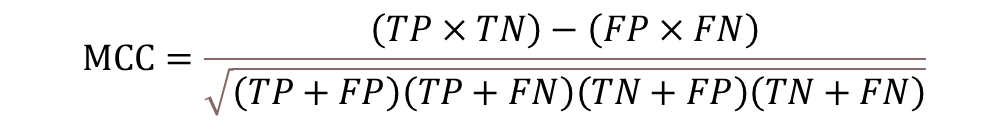 MCC = (TP × TN) − (FP × FN)
√(TP + FP)(TP + FN)(TN + FP)(TN + FN)